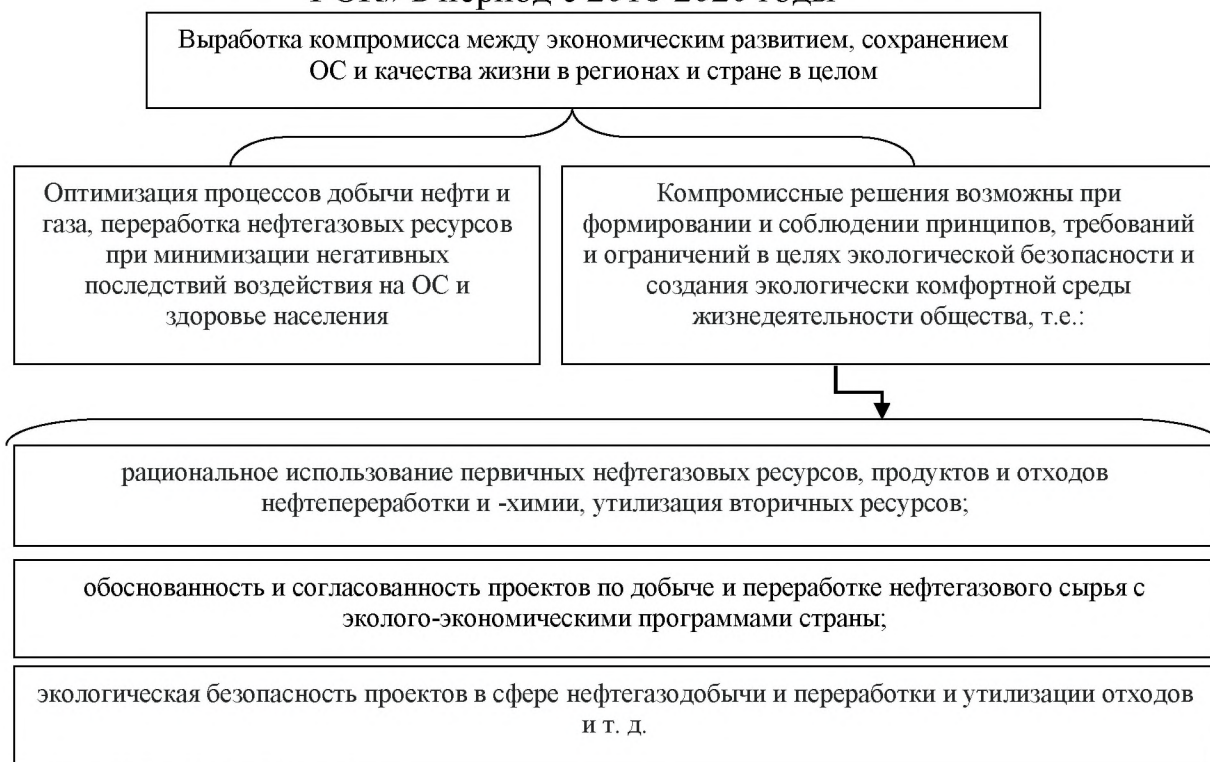 в период с 2018-2020 годы
Выработка компромисса между экономическим развитием, сохранением
ОС и качества жизни в регионах и стране в целом
Оптимизация процессов добычи нефти и
газа, переработка нефтегазовых ресурсов
при минимизации негативных
последствий воздействия на ОС и
здоровье населения
Компромиссные решения возможны при
формировании и соблюдении принципов, требований
и ограничений в целях экологической безопасности и
создания экологически комфортной среды
жизнедеятельности общества, т.е.:
рациональное использование первичных нефтегазовых ресурсов, продуктов и отходов
нефтепереработки и -химии, утилизация вторичных ресурсов;
обоснованность и согласованность проектов по добыче и переработке нефтегазового сырья с
эколого-экономическими программами страны;
экологическая безопасность проектов в сфере нефтегазодобычи и переработки и утилизации отходов
и т. д.